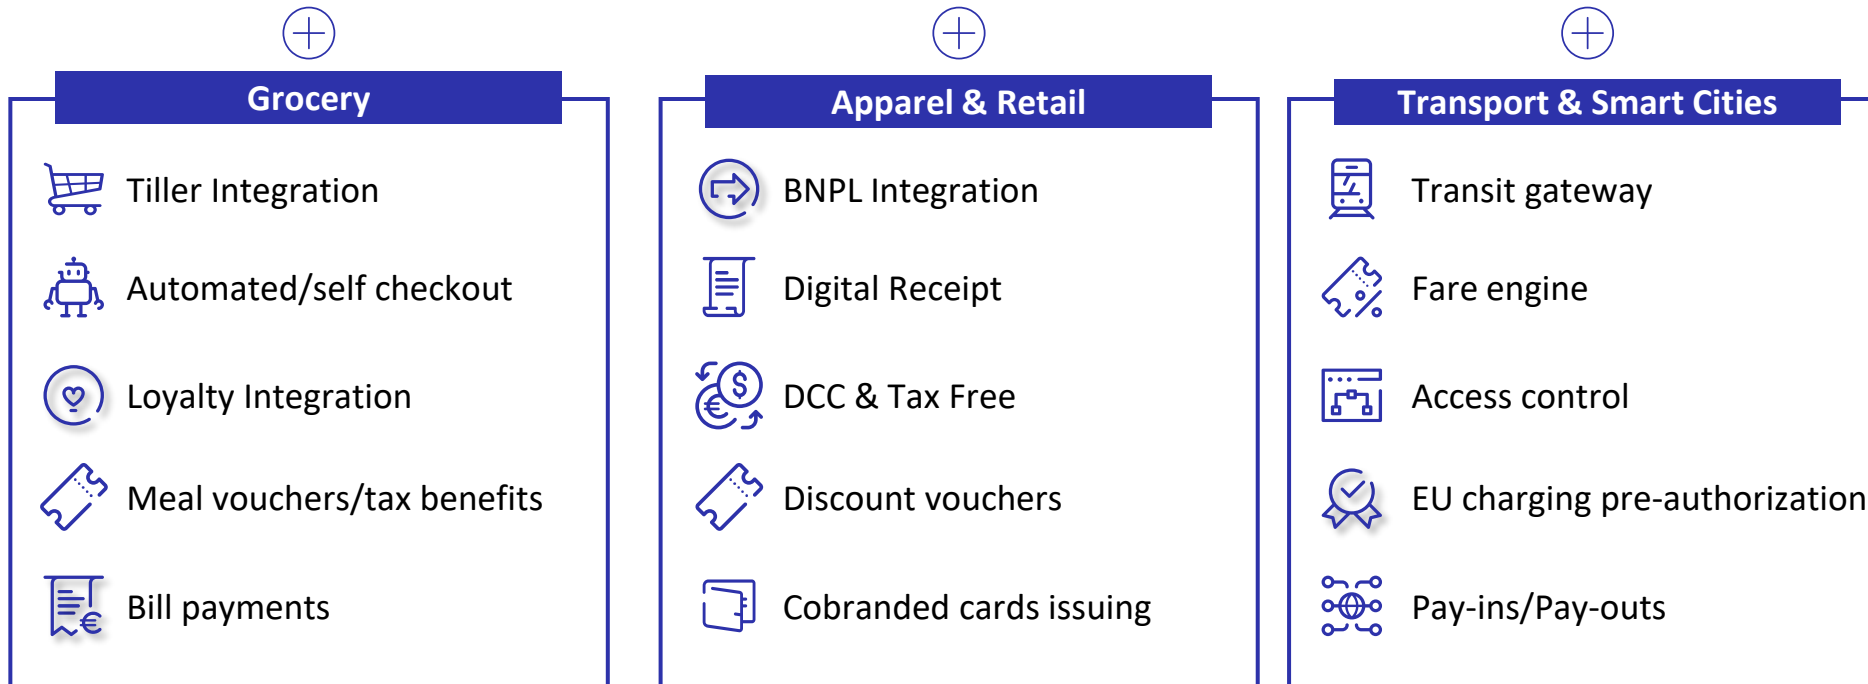 Grocery
Tiller Integration
Automated/self checkout
Loyalty Integration
Meal vouchers/tax benefits
Bill payments
Apparel & Retail
BNPL Integration
Digital Receipt
DCC & Tax Free
Discount vouchers
Cobranded cards issuing
Transport & Smart Cities
Transit gateway
Fare engine
Access control
EU charging pre-authorization
Pay-ins/Pay-outs